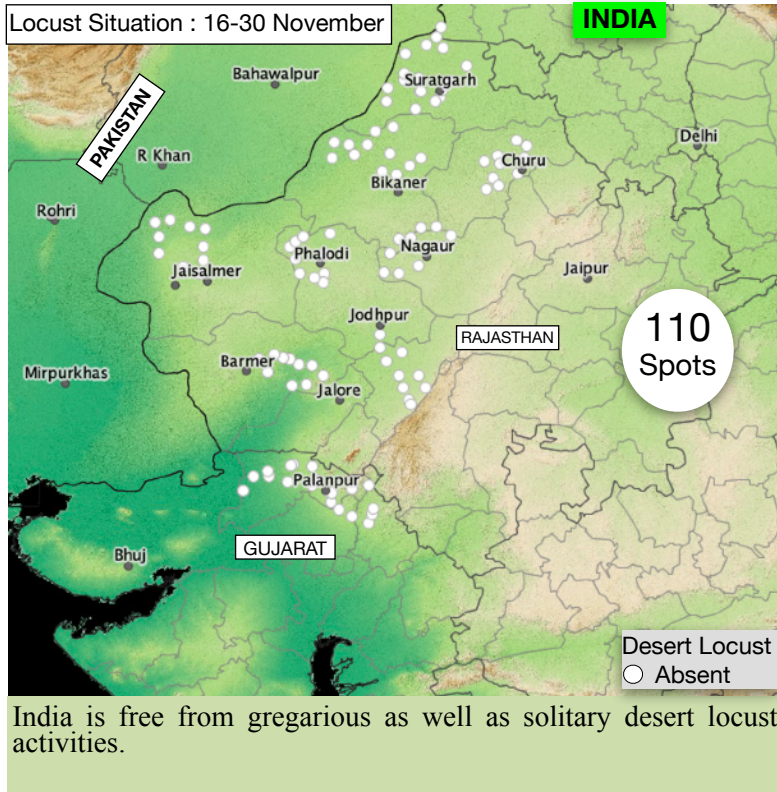 Locust Situation : 16-30 November
INDIA
Bahawalpur
Suratgarh
PAKISTAN
Delhi
R Khan
Churu
Bikaner
Rohri
Nagaur
Phalodi
Jaisalmer
Jaipur
Jodhpur
110
Spots
RAJASTHAN
Barmer
Mirpurkhas
Jalore
Palanpur
GUJARAT
Bhuj
Desert Locust
Absent
India is free from gregarious as well as solitary desert locust
activities.